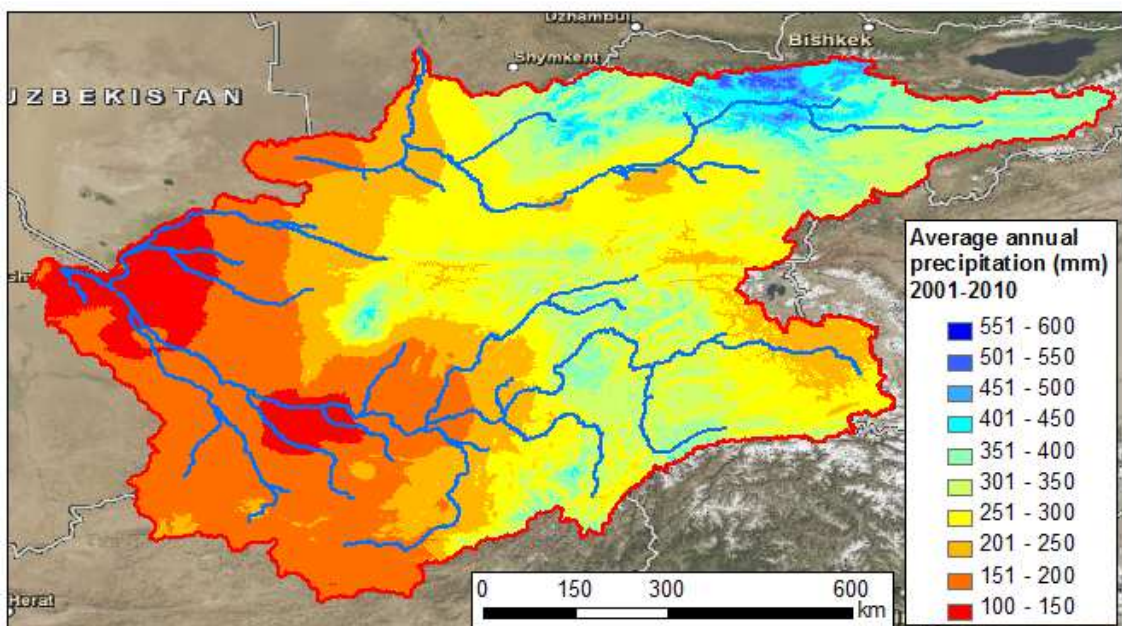 Dzhambul
Bishkek
Shymkent
UZBEKISTAN
Average annual
precipitation (mm)
2001-2010
551 - 600
501 - 550
451 - 500
401 - 450
351 - 400
301 - 350
251 - 300
201 - 250
151 - 200
100 - 150
0 150 300 600
km
Herat